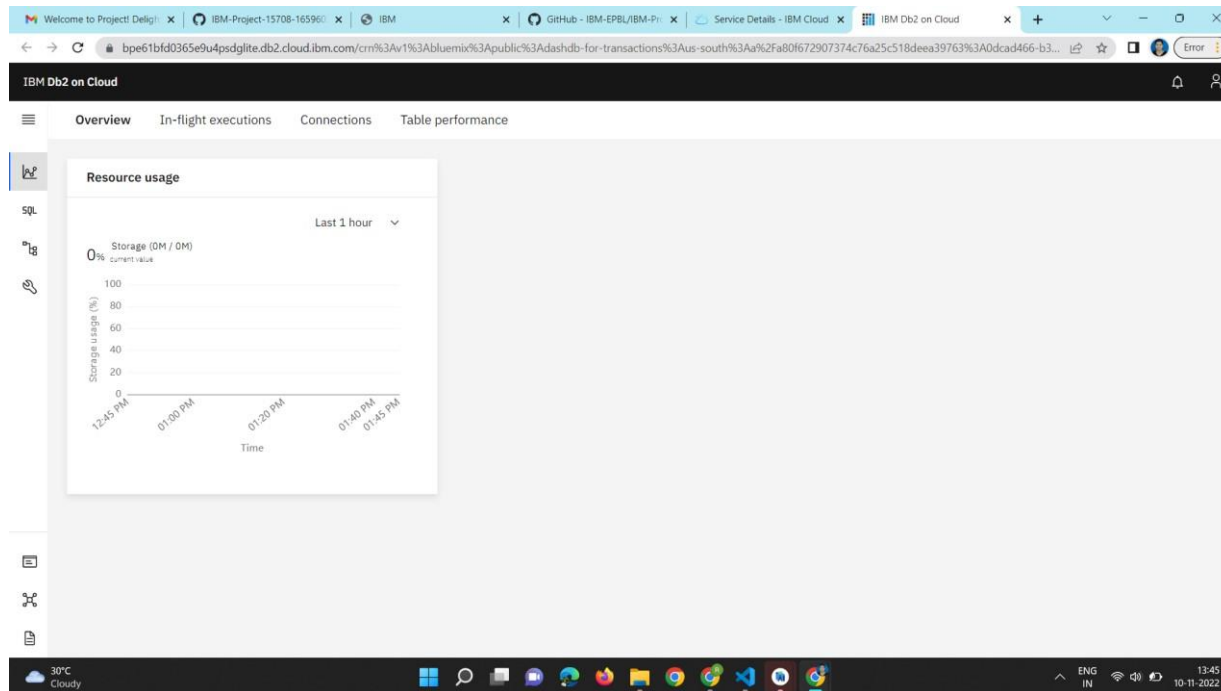 Welcome to Project! Deligh
IBM-Project-15708-165960
IBM
GitHub - IBM-EPBL/IBM-Pro
Service Details - IBM Cloud
IBM Db2 on Cloud
bpe61bfd0365e9u4psdglite.db2.cloud.ibm.com/crn%3Av1%3Abluemix%3Apublic%3Adashdb-for-transactions%3Aus-south%3Aa%2Fa80f672907374c76a25c518deea39763%3A0dcad466-b3...
Error
IBM Db2 on Cloud
Overview In-flight executions Connections Table performance
Resource usage
SQL
Last 1 hour
0% Storage (0M / 0M)
current value
100
80
60
40
20
0
Storage usage (%)
12:45 PM 01:00 PM 01:20 PM 01:40 PM 01:45 PM
Time
30°C
Cloudy
ENG
IN
13:45
10-11-2022